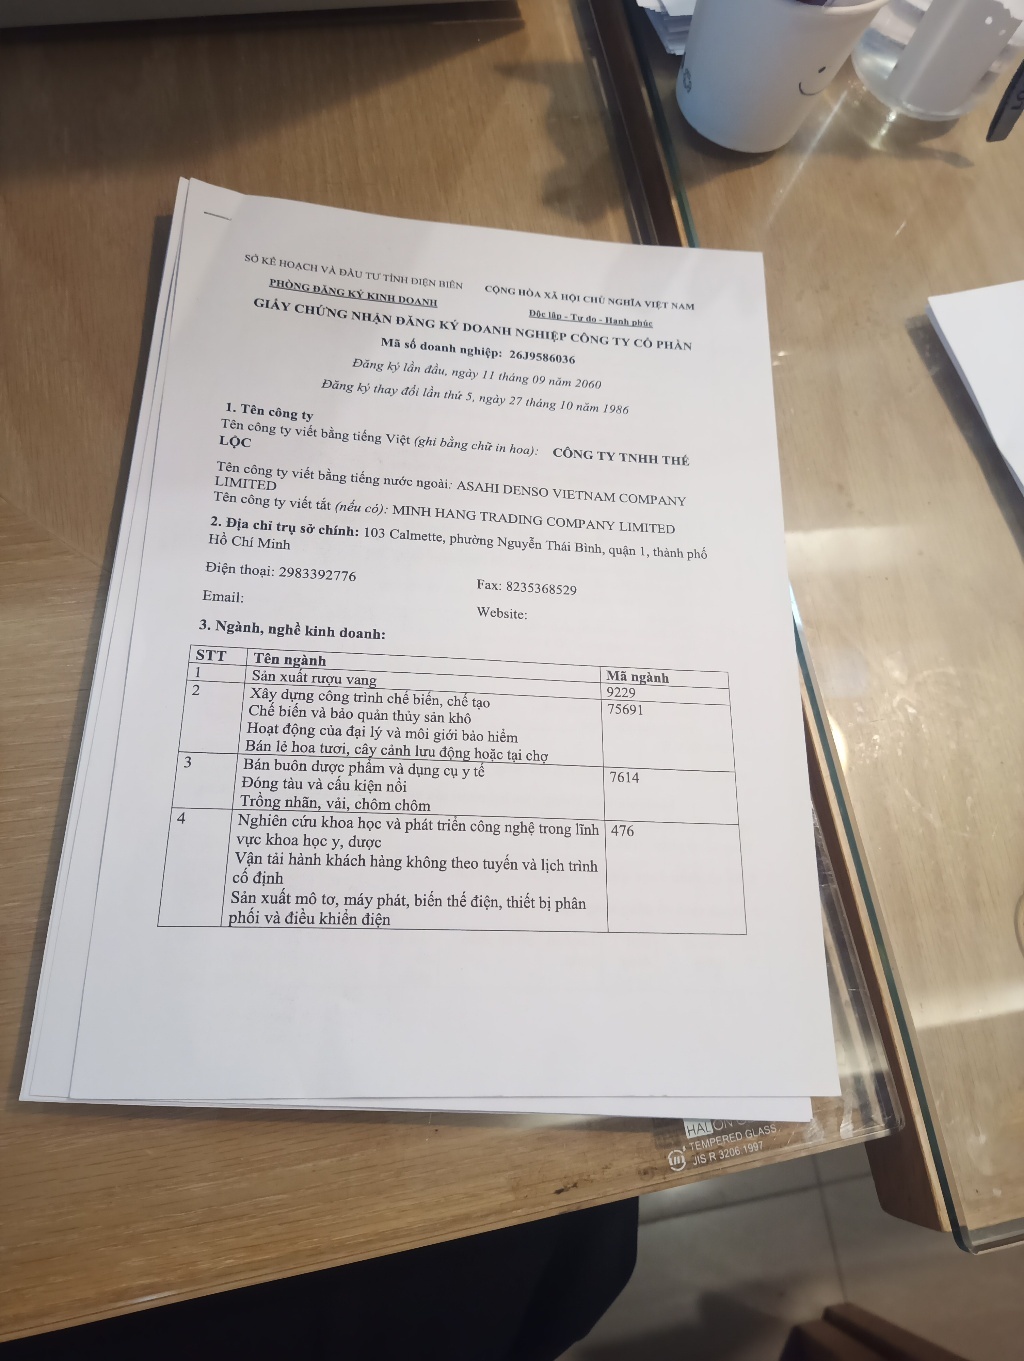 SỞ KẾ HOẠCH VÀ ĐẦU TƯ TỈNH ĐIỆN BIÊN
PHÒNG ĐĂNG KÝ KINH DOANH
CỘNG HÒA XÃ HỘI CHỦ NGHĨA VIỆT NAM
Độc lập - Tự do - Hạnh phúc
GIẤY CHỨNG NHẬN ĐĂNG KÝ DOANH NGHIỆP CÔNG TY CỔ PHẦN
Mã số doanh nghiệp: 26J9586036
Đăng ký lần đầu, ngày 11 tháng 09 năm 2060
Đăng ký thay đổi lần thứ 5, ngày 27 tháng 10 năm 1986
1. Tên công ty
Tên công ty viết bằng tiếng Việt (ghi bằng chữ in hoa): CÔNG TY TNHH THẾ
LỘC
Tên công ty viết bằng tiếng nước ngoài: ASAHI DENSO VIETNAM COMPANY
LIMITED
Tên công ty viết tắt (nếu có): MINH HANG TRADING COMPANY LIMITED
2. Địa chỉ trụ sở chính: 103 Calmette, phường Nguyễn Thái Bình, quận 1, thành phố
Hồ Chí Minh
Điện thoại: 2983392776
Fax: 8235368529
Email:
Website:
3. Ngành, nghề kinh doanh:
STT Tên ngành Mã ngành
1 Sản xuất rượu vang 9229
2 Xây dựng công trình chế biến, chế tạo 75691
Chế biến và bảo quản thủy sản khô
Hoạt động của đại lý và môi giới bảo hiểm
Bán lẻ hoa tươi, cây cảnh lưu động hoặc tại chợ
3 Bán buôn dược phẩm và dụng cụ y tế 7614
Đóng tàu và cấu kiện nổi
Trồng nhãn, vải, chôm chôm
4 Nghiên cứu khoa học và phát triển công nghệ trong lĩnh 476
vực khoa học y, dược
Vận tải hành khách hàng không theo tuyến và lịch trình
cố định
Sản xuất mô tơ, máy phát, biến thế điện, thiết bị phân
phối và điều khiển điện
TEMPERED GLASS
JIS R 3206 1997